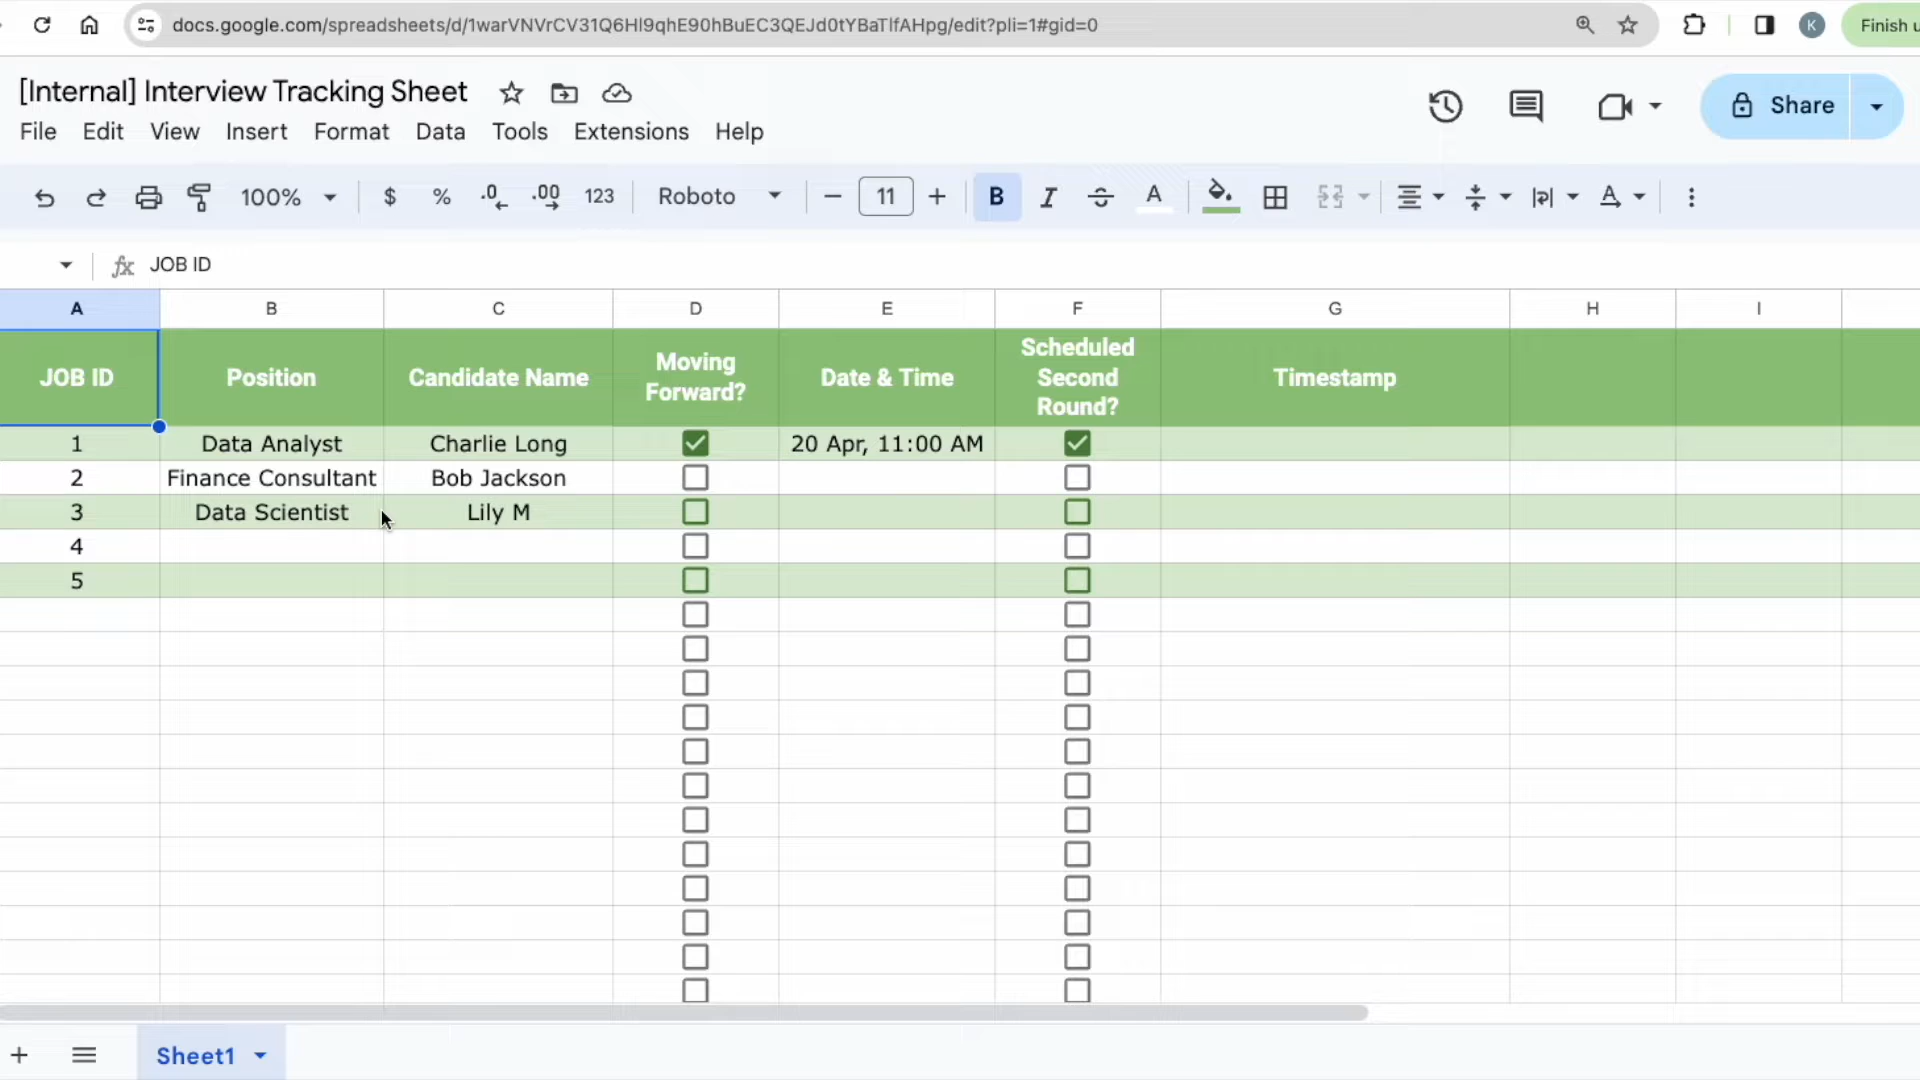 docs.google.com/spreadsheets/d/1warVNVrCV31Q6Hl9qhE90hBuEC3QEJd0tYBaTlfAHpg/edit?pli=1#gid=0
K
Finish u
[Internal] Interview Tracking Sheet
Share
File Edit View Insert Format Data Tools Extensions Help
100% $ % .0 .00 123 Roboto 11 B I S A A
fx JOB ID
A B C D E F G H I
JOB ID Position Candidate Name Moving Forward? Date & Time Scheduled Second Round? Timestamp
1 Data Analyst Charlie Long 20 Apr, 11:00 AM
2 Finance Consultant Bob Jackson
3 Data Scientist Lily M
4
5
+ Sheet1